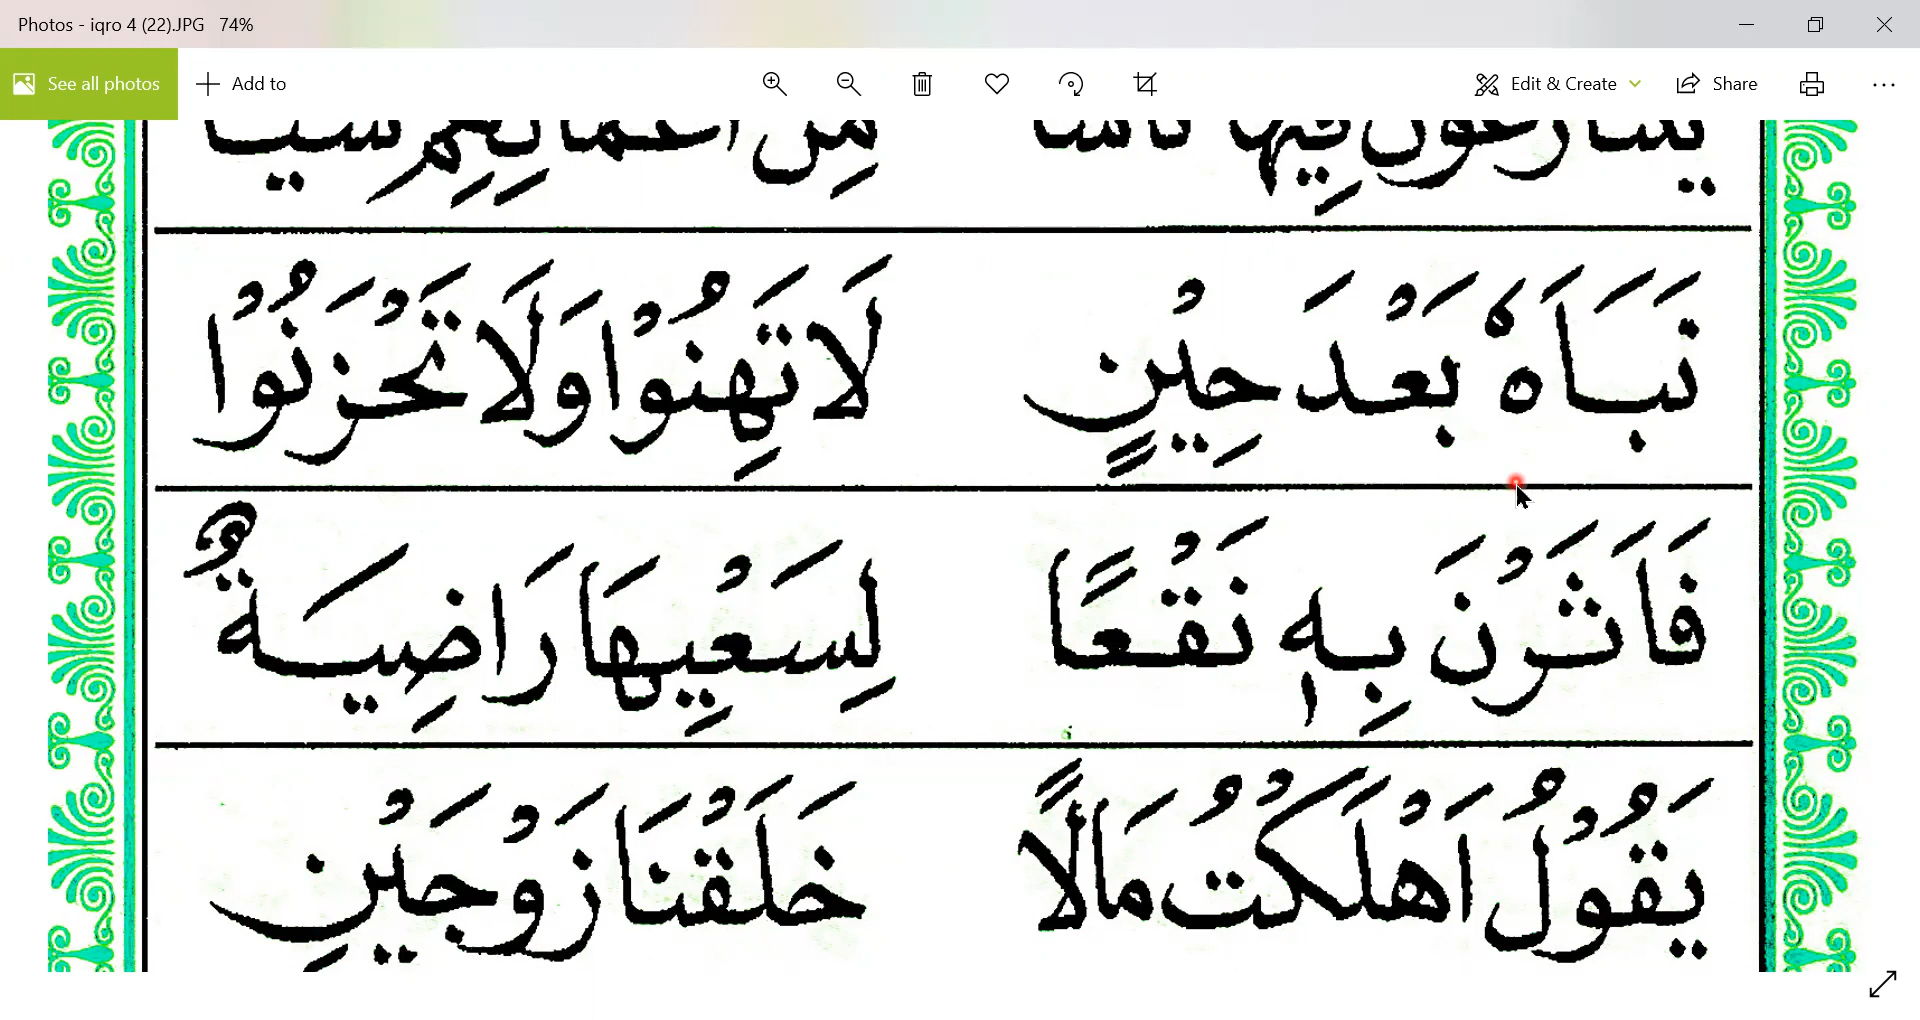 Photos - iqro 4 (22).JPG 74%
See all photos Add to Edit & Create Share
نَبَاَهٗ بَعْدَ حِيْنٍ لَا تَهِنُوْا وَلَا تَحْزَنُوْا
فَاَثَرْنَ بِهٖ نَقْعًا لِسَعْيِهَا رَاضِيَةٌ
يَقُوْلُ اَهْلَكْتُ مَالًا خَلَقْنَا زَوْجَيْنِ